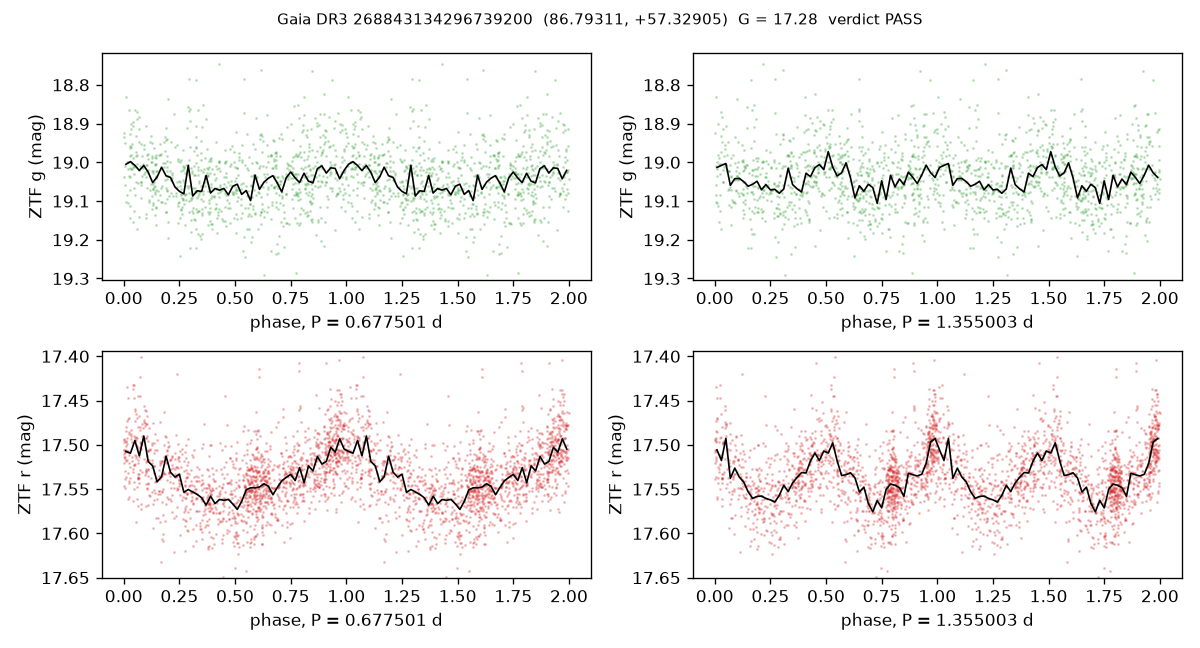 Gaia DR3 268843134296739200 (86.79311, +57.32905) G = 17.28 verdict PASS
ZTF g (mag)
18.8
18.9
19.0
19.1
19.2
19.3
0.00 0.25 0.50 0.75 1.00 1.25 1.50 1.75 2.00
phase, P = 0.677501 d
ZTF g (mag)
18.8
18.9
19.0
19.1
19.2
19.3
0.00 0.25 0.50 0.75 1.00 1.25 1.50 1.75 2.00
phase, P = 1.355003 d
ZTF r (mag)
17.40
17.45
17.50
17.55
17.60
17.65
0.00 0.25 0.50 0.75 1.00 1.25 1.50 1.75 2.00
phase, P = 0.677501 d
ZTF r (mag)
17.40
17.45
17.50
17.55
17.60
17.65
0.00 0.25 0.50 0.75 1.00 1.25 1.50 1.75 2.00
phase, P = 1.355003 d